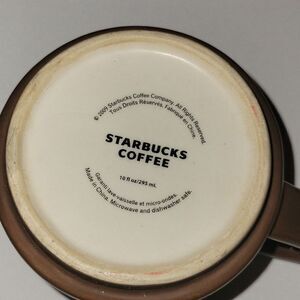 © 2005 Starbucks Coffee Company. All Rights Reserved.
Tous Droits Réservés. Fabriqué en Chine.
STARBUCKS
COFFEE
10 fl oz/295 mL
Garanti lave-vaisselle et micro-ondes.
Made in China. Microwave and dishwasher safe.